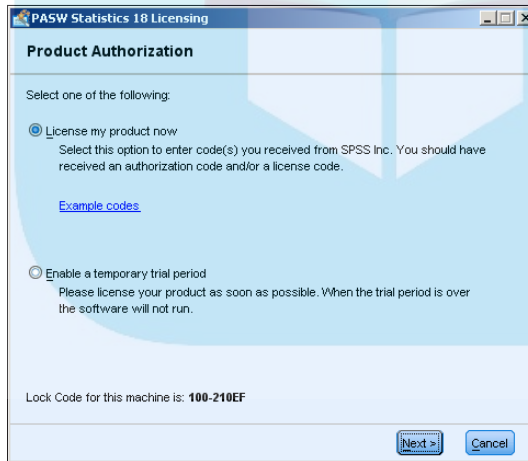 PASW Statistics 18 Licensing
Product Authorization
Select one of the following:
License my product now
Select this option to enter code(s) you received from SPSS Inc. You should have
received an authorization code and/or a license code.
Example codes
Enable a temporary trial period
Please license your product as soon as possible. When the trial period is over
the software will not run.
Lock Code for this machine is: 100-210EF
Next > Cancel